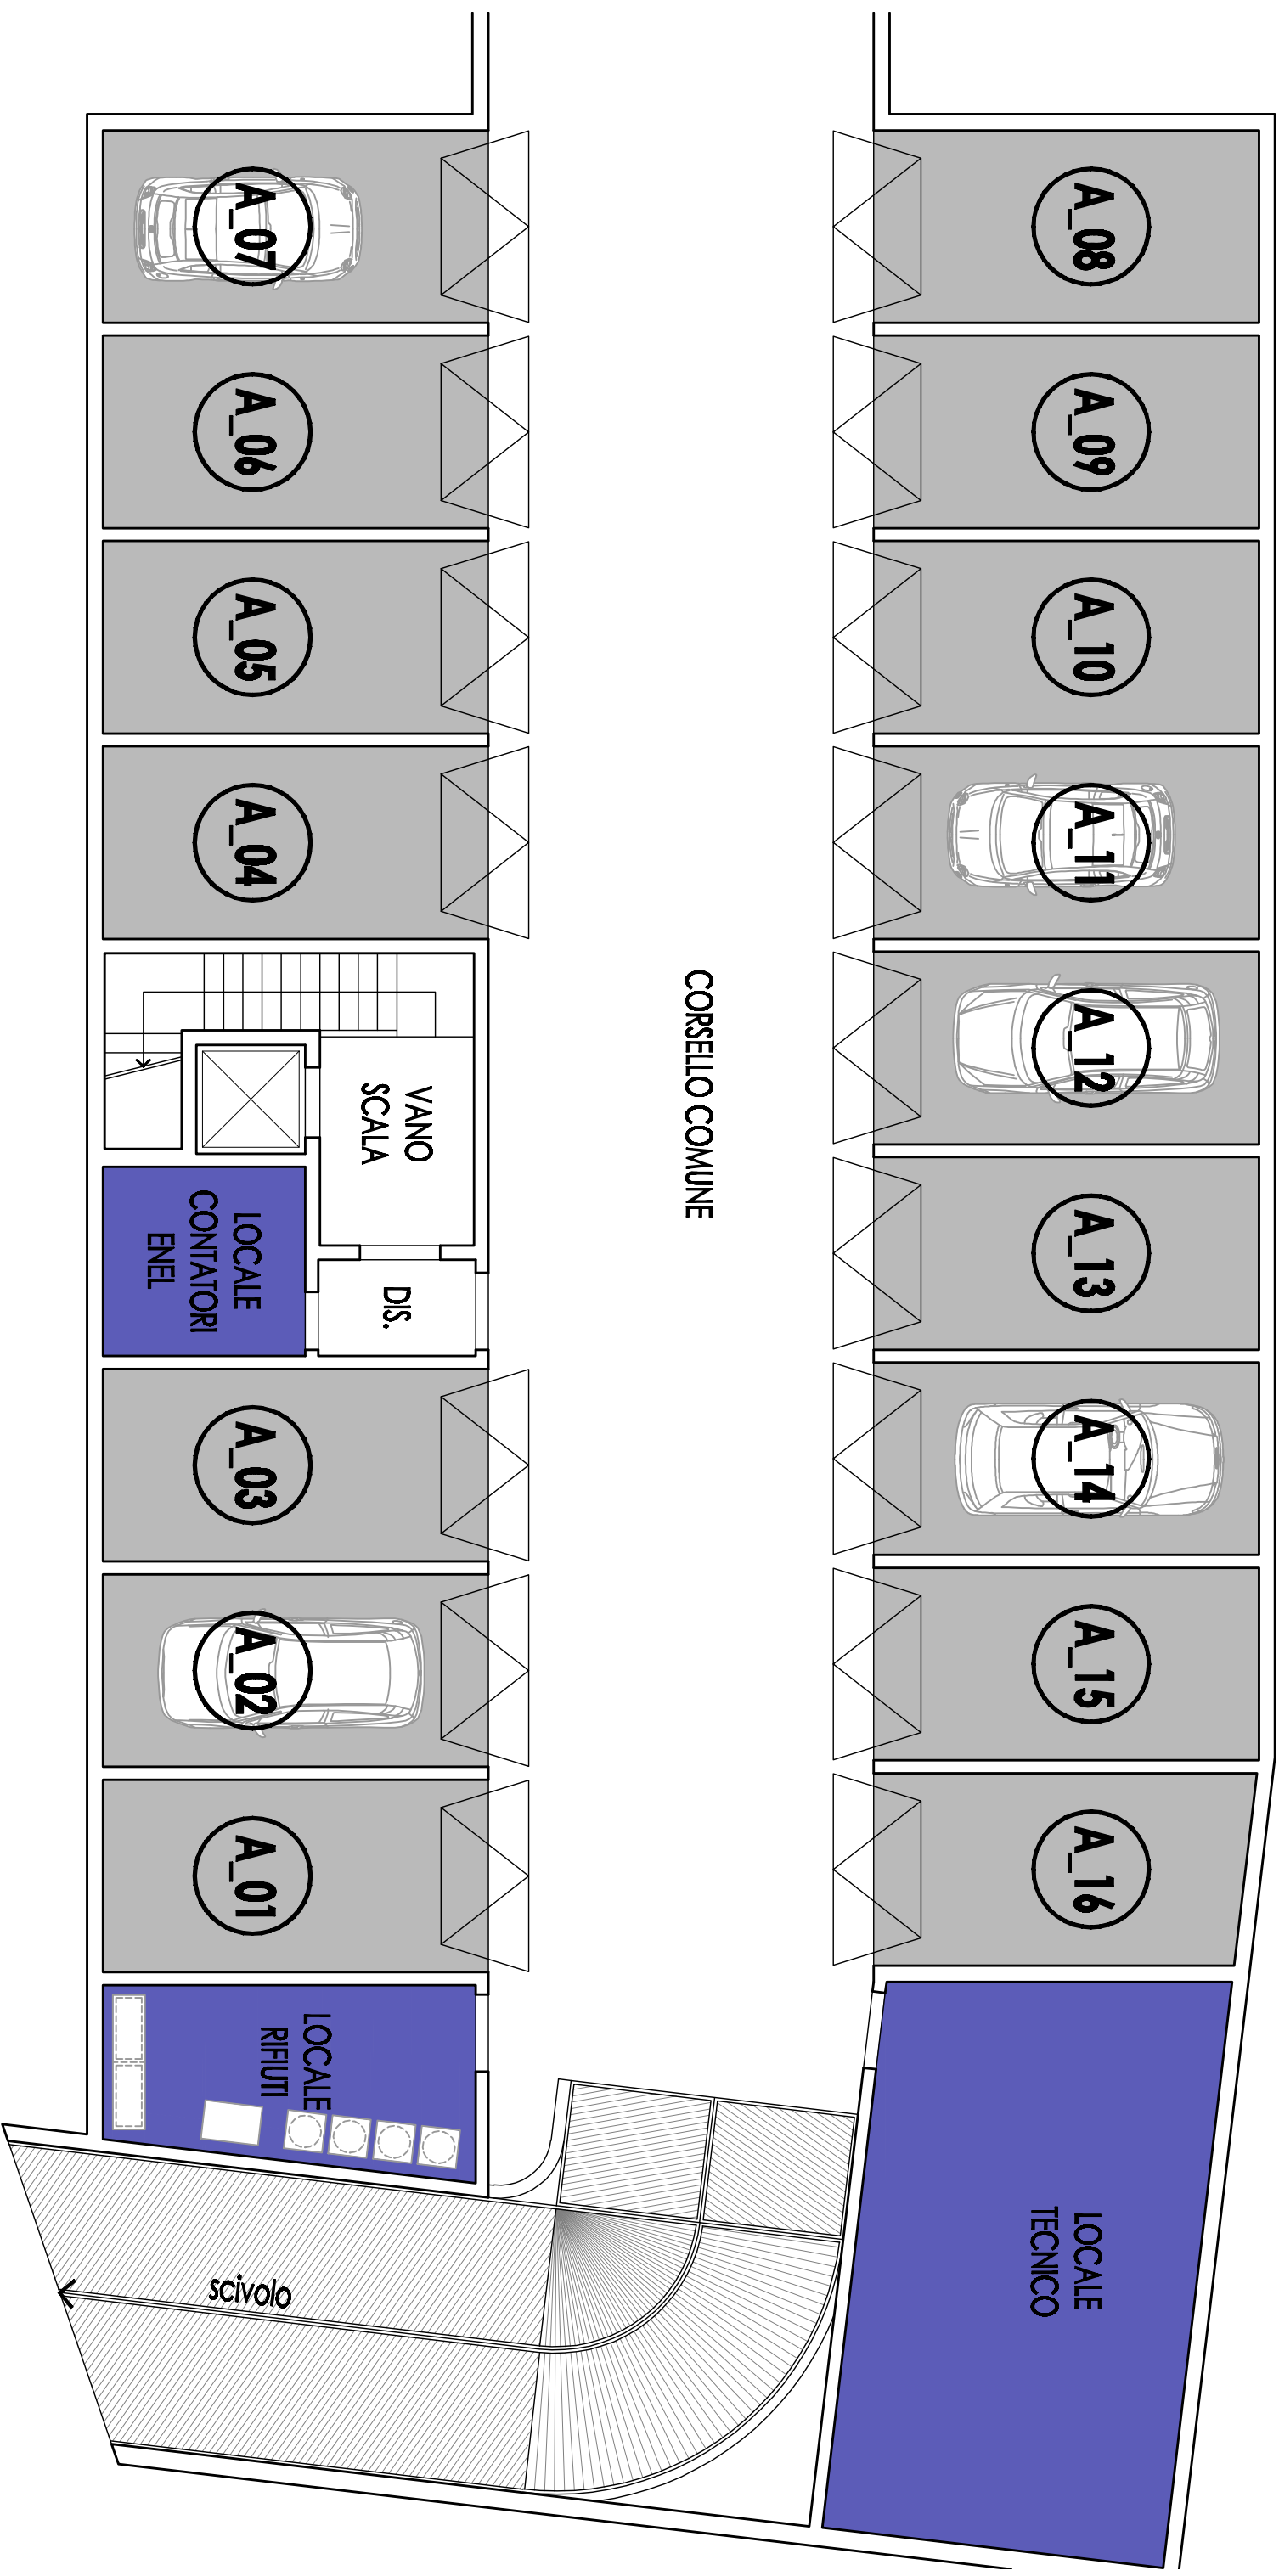 A_07
A_08
A_06
A_09
A_05
A_10
A_04
A_11
CORSELLO COMUNE
A_12
VANO
SCALA
A_13
LOCALE
CONTATORI
ENEL
DIS.
A_03
A_14
A_02
A_15
A_01
A_16
LOCALE
RIFIUTI
LOCALE
TECNICO
scivolo